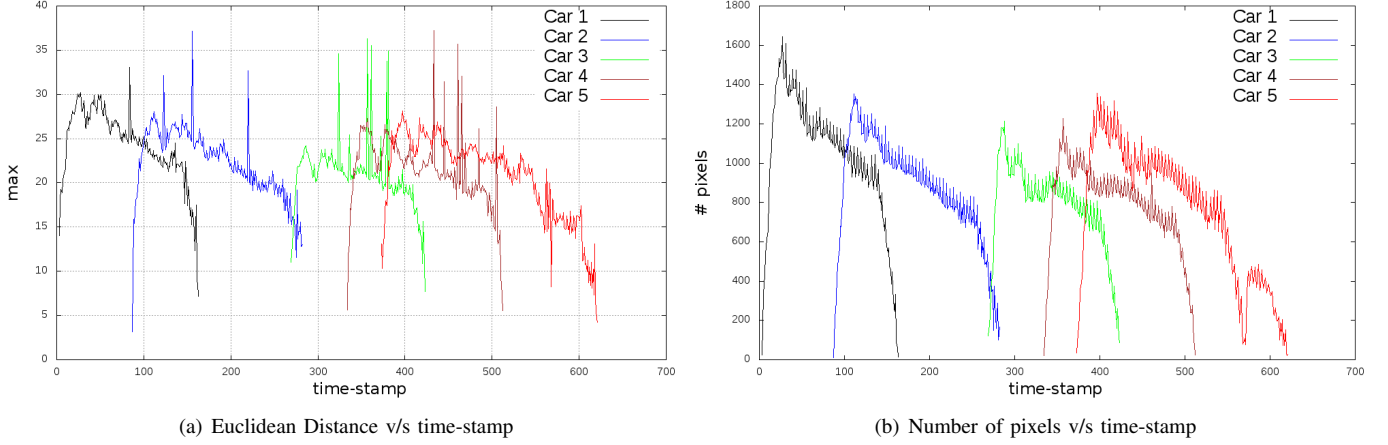 40
35
30
25
20
15
10
5
0
max
0 100 200 300 400 500 600 700
time-stamp
Car 1
Car 2
Car 3
Car 4
Car 5
(a) Euclidean Distance v/s time-stamp
1800
1600
1400
1200
1000
800
600
400
200
0
# pixels
0 100 200 300 400 500 600 700
time-stamp
Car 1
Car 2
Car 3
Car 4
Car 5
(b) Number of pixels v/s time-stamp